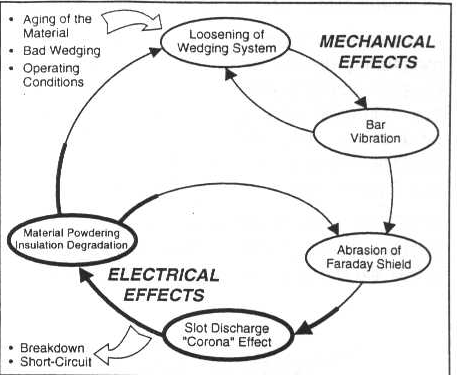 • Aging of the
Material
• Bad Wedging
• Operating
Conditions
Loosening of
Wedging System
MECHANICAL
EFFECTS
Bar
Vibration
Material Powdering
Insulation Degradation
Abrasion of
Faraday Shield
ELECTRICAL
EFFECTS
Slot Discharge
"Corona" Effect
• Breakdown
• Short-Circuit